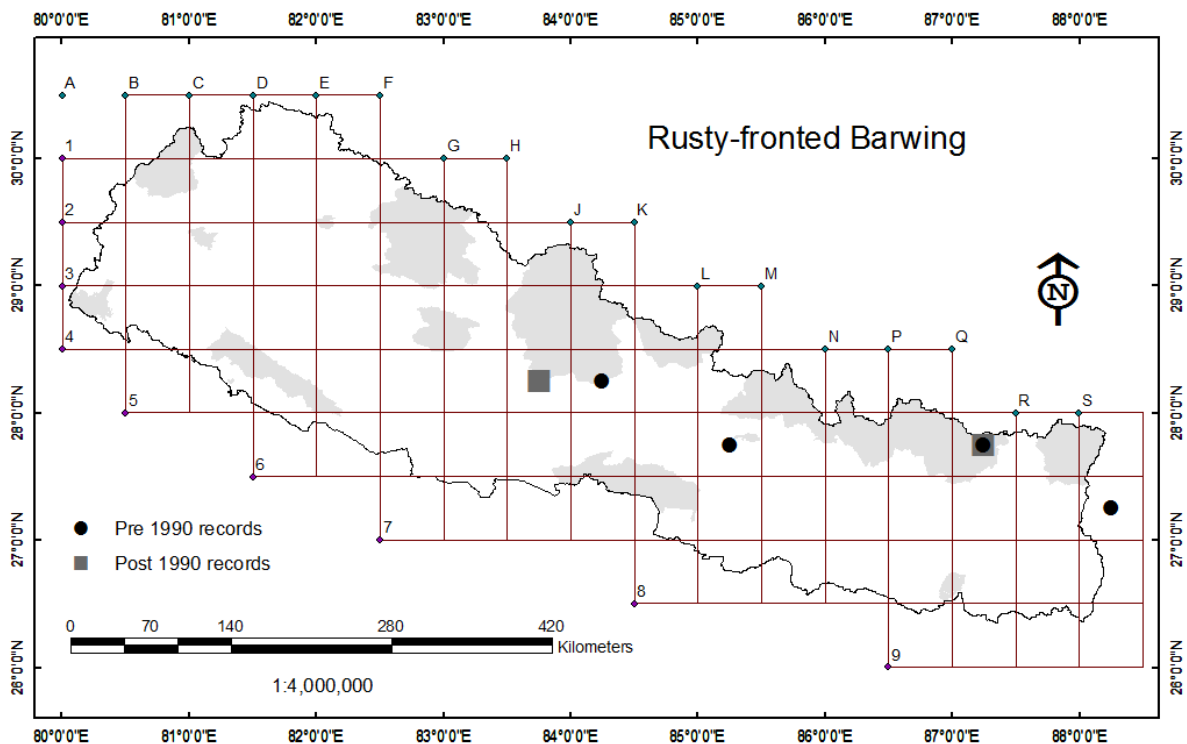 80°0'0"E 81°0'0"E 82°0'0"E 83°0'0"E 84°0'0"E 85°0'0"E 86°0'0"E 87°0'0"E 88°0'0"E
A B C D E F
Rusty-fronted Barwing
1 G H
30°0'0"N 30°0'0"N
2 J K
3 L M
29°0'0"N 29°0'0"N
N
4 N P Q
5 R S
28°0'0"N 28°0'0"N
6
Pre 1990 records
7
27°0'0"N 27°0'0"N
Post 1990 records
8
0 70 140 280 420
Kilometers
9
26°0'0"N 26°0'0"N
1:4,000,000
80°0'0"E 81°0'0"E 82°0'0"E 83°0'0"E 84°0'0"E 85°0'0"E 86°0'0"E 87°0'0"E 88°0'0"E